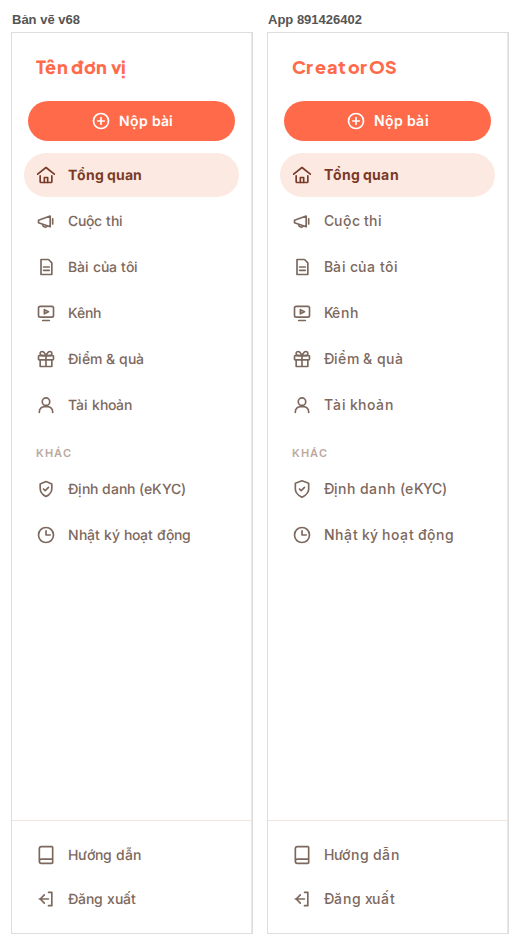 Bản vẽ v68
Tên đơn vị
Nộp bài
Tổng quan
Cuộc thi
Bài của tôi
Kênh
Điểm & quà
Tài khoản
KHÁC
Định danh (eKYC)
Nhật ký hoạt động
Hướng dẫn
Đăng xuất
App 891426402
CreatorOS
Nộp bài
Tổng quan
Cuộc thi
Bài của tôi
Kênh
Điểm & quà
Tài khoản
KHÁC
Định danh (eKYC)
Nhật ký hoạt động
Hướng dẫn
Đăng xuất